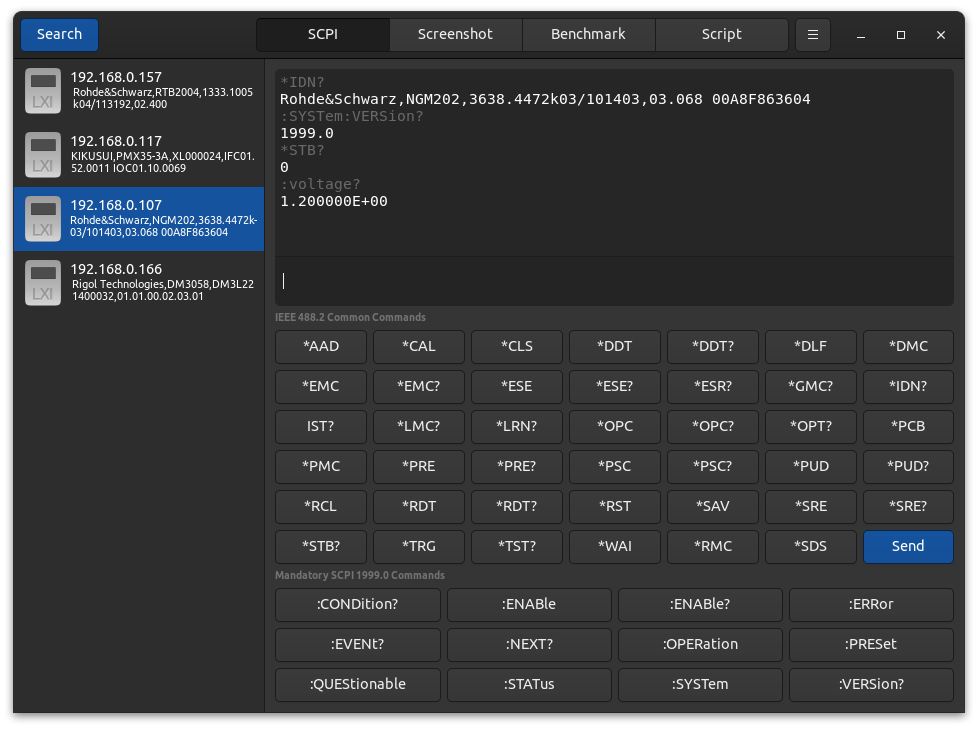 Search
SCPI
Screenshot
Benchmark
Script
192.168.0.157
Rohde&Schwarz,RTB2004,1333.1005
k04/113192,02.400
LXI
192.168.0.117
KIKUSUI,PMX35-3A,XL000024,IFC01.
52.0011 IOC01.10.0069
LXI
192.168.0.107
Rohde&Schwarz,NGM202,3638.4472k-
03/101403,03.068 00A8F863604
LXI
192.168.0.166
Rigol Technologies,DM3058,DM3L22
1400032,01.01.00.02.03.01
LXI
*IDN?
Rohde&Schwarz,NGM202,3638.4472k03/101403,03.068 00A8F863604
:SYSTem:VERSion?
1999.0
*STB?
0
:voltage?
1.200000E+00
IEEE 488.2 Common Commands
*AAD *CAL *CLS *DDT *DDT? *DLF *DMC
*EMC *EMC? *ESE *ESE? *ESR? *GMC? *IDN?
IST? *LMC? *LRN? *OPC *OPC? *OPT? *PCB
*PMC *PRE *PRE? *PSC *PSC? *PUD *PUD?
*RCL *RDT *RDT? *RST *SAV *SRE *SRE?
*STB? *TRG *TST? *WAI *RMC *SDS Send
Mandatory SCPI 1999.0 Commands
:CONDition? :ENABle :ENABle? :ERRor
:EVENt? :NEXT? :OPERation :PRESet
:QUEStionable :STATus :SYSTem :VERSion?